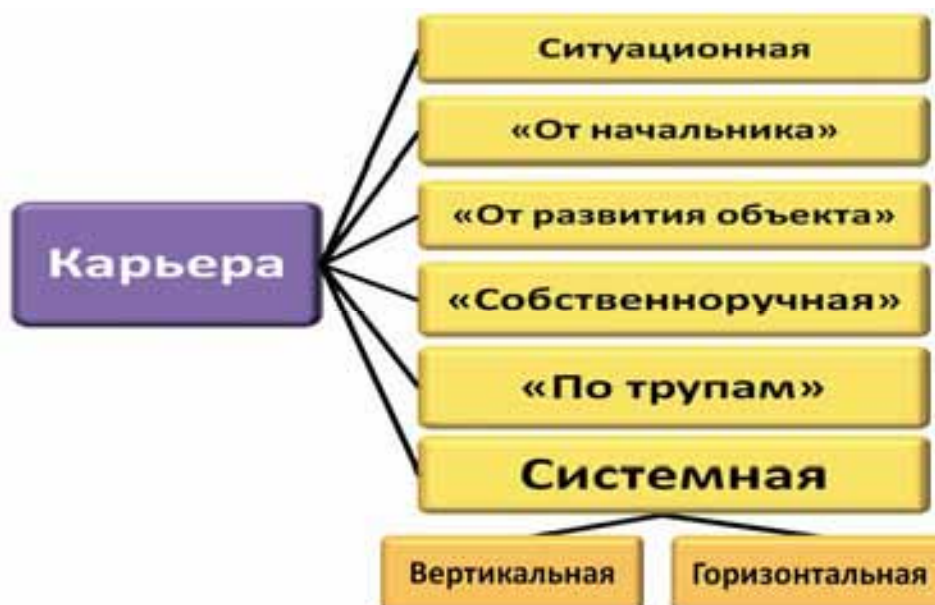 Карьера
Ситуационная
«От начальника»
«От развития объекта»
«Собственноручная»
«По трупам»
Системная
Вертикальная
Горизонтальная